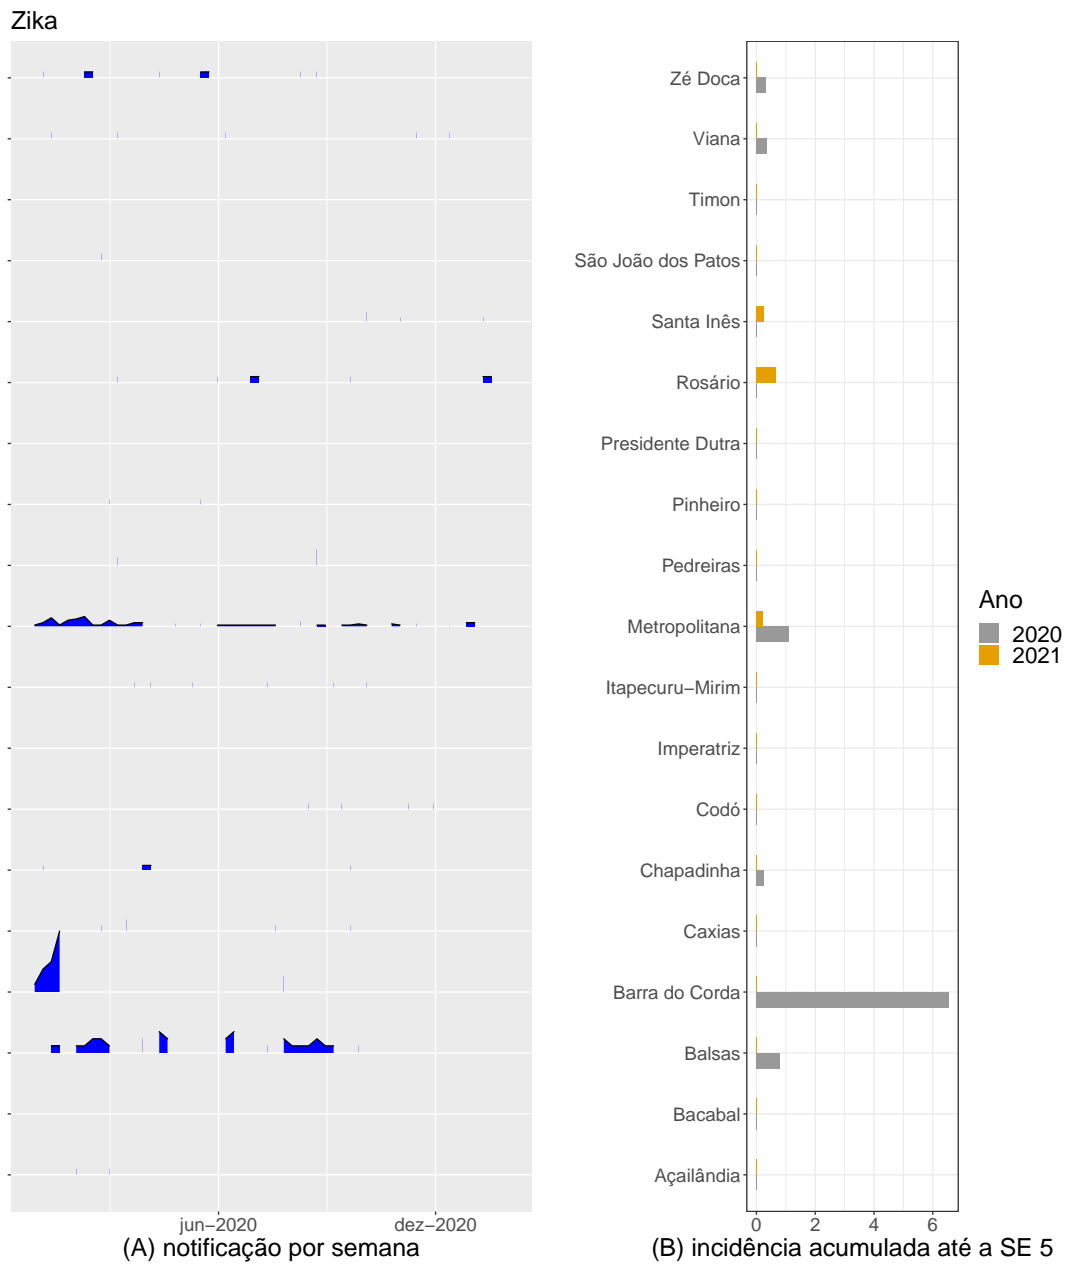 Zika
Zé Doca
Viana
Timon
São João dos Patos
Santa Inês
Rosário
Presidente Dutra
Pinheiro
Pedreiras
Metropolitana
Itapecuru−Mirim
Imperatriz
Codó
Chapadinha
Caxias
Barra do Corda
Balsas
Bacabal
Açailândia
jun−2020 dez−2020
(A) notificação por semana
0 2 4 6
(B) incidência acumulada até a SE 5
Ano
2020
2021